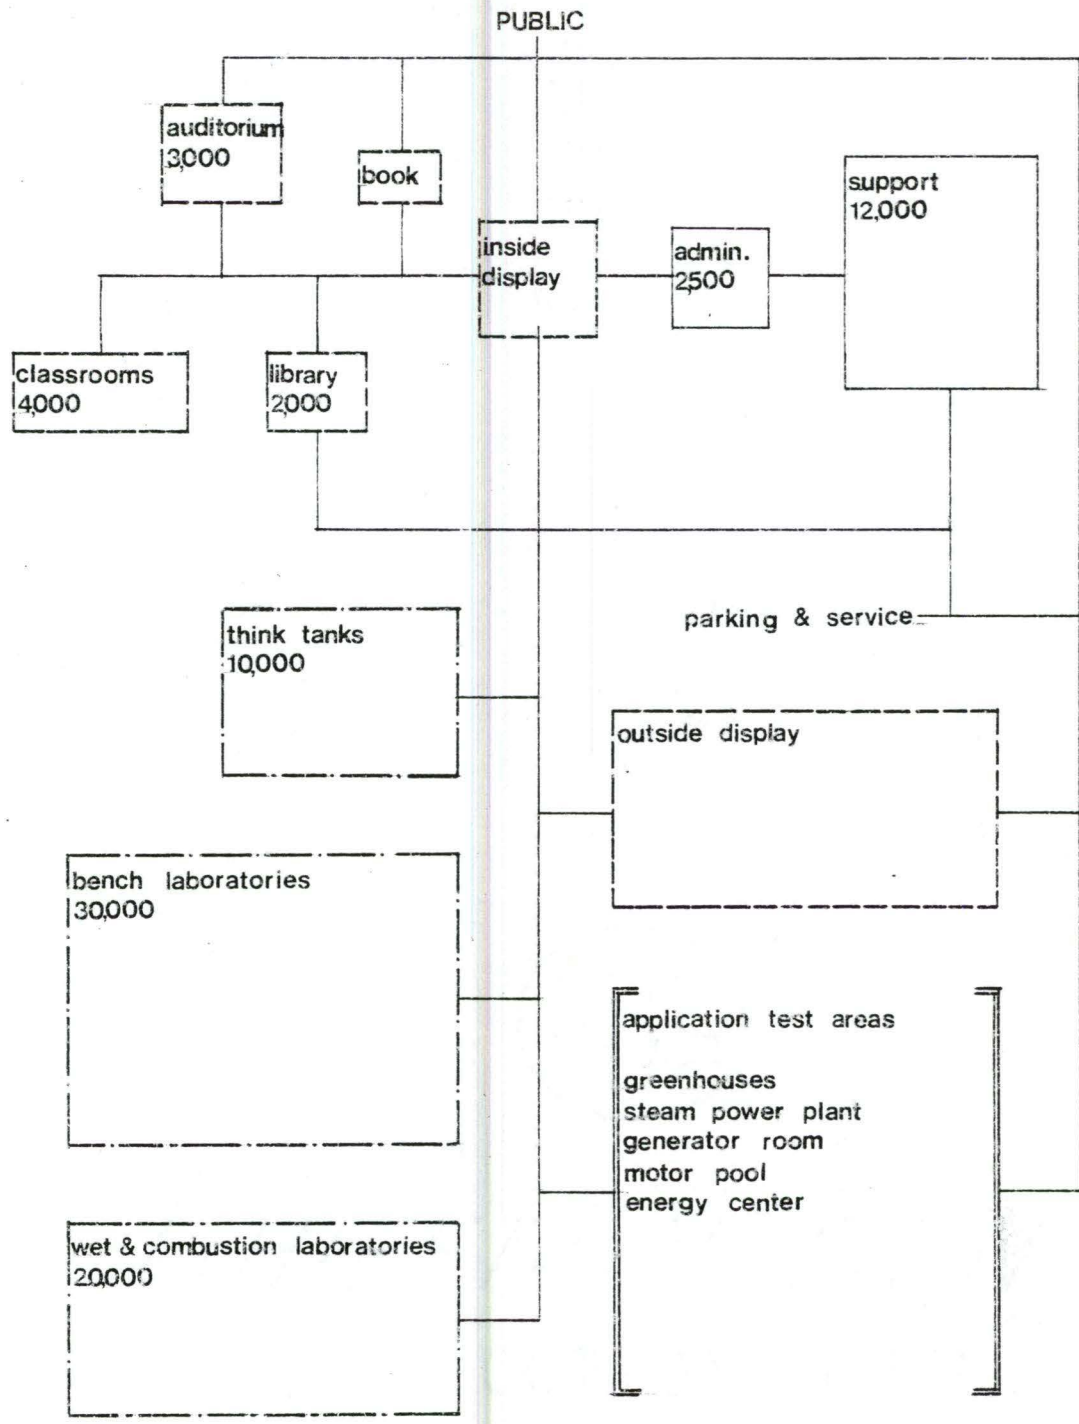 PUBLIC
auditorium
3,000
book
inside
display
admin.
2,500
support
12,000
classrooms
4,000
library
2,000
parking & service
think tanks
10,000
outside display
bench laboratories
30,000
application test areas
greenhouses
steam power plant
generator room
motor pool
energy center
wet & combustion laboratories
20,000